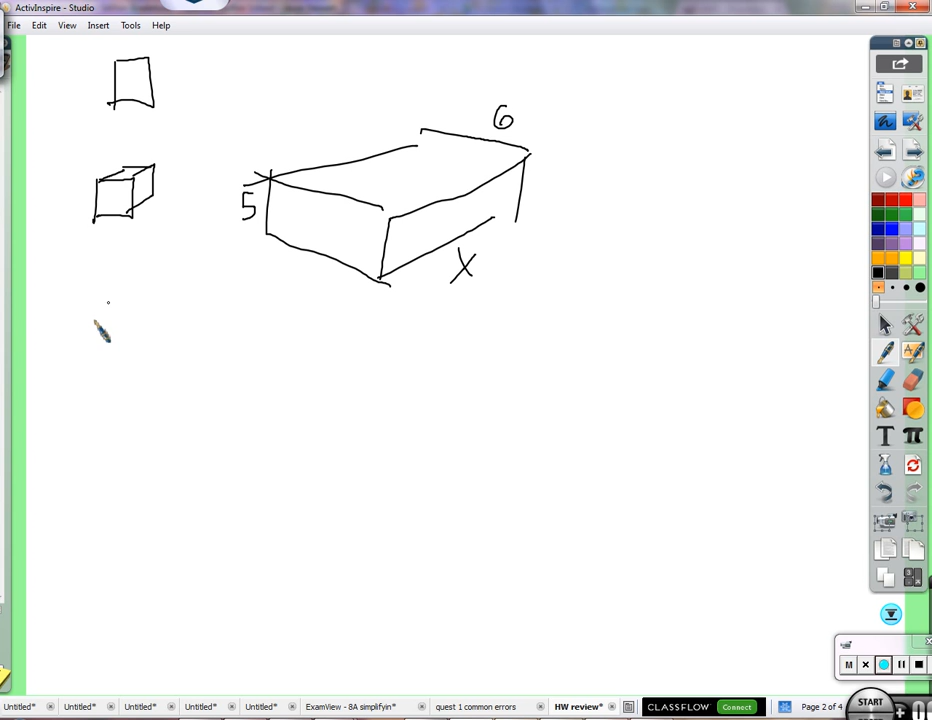 ActivInspire - Studio
File Edit View Insert Tools Help
6
5
X
T π
M
Untitled* Untitled* Untitled* Untitled* Untitled* ExamView - 8A simplifyin* quest 1 common errors HW review* CLASSFLOW Connect Page 2 of 4 START